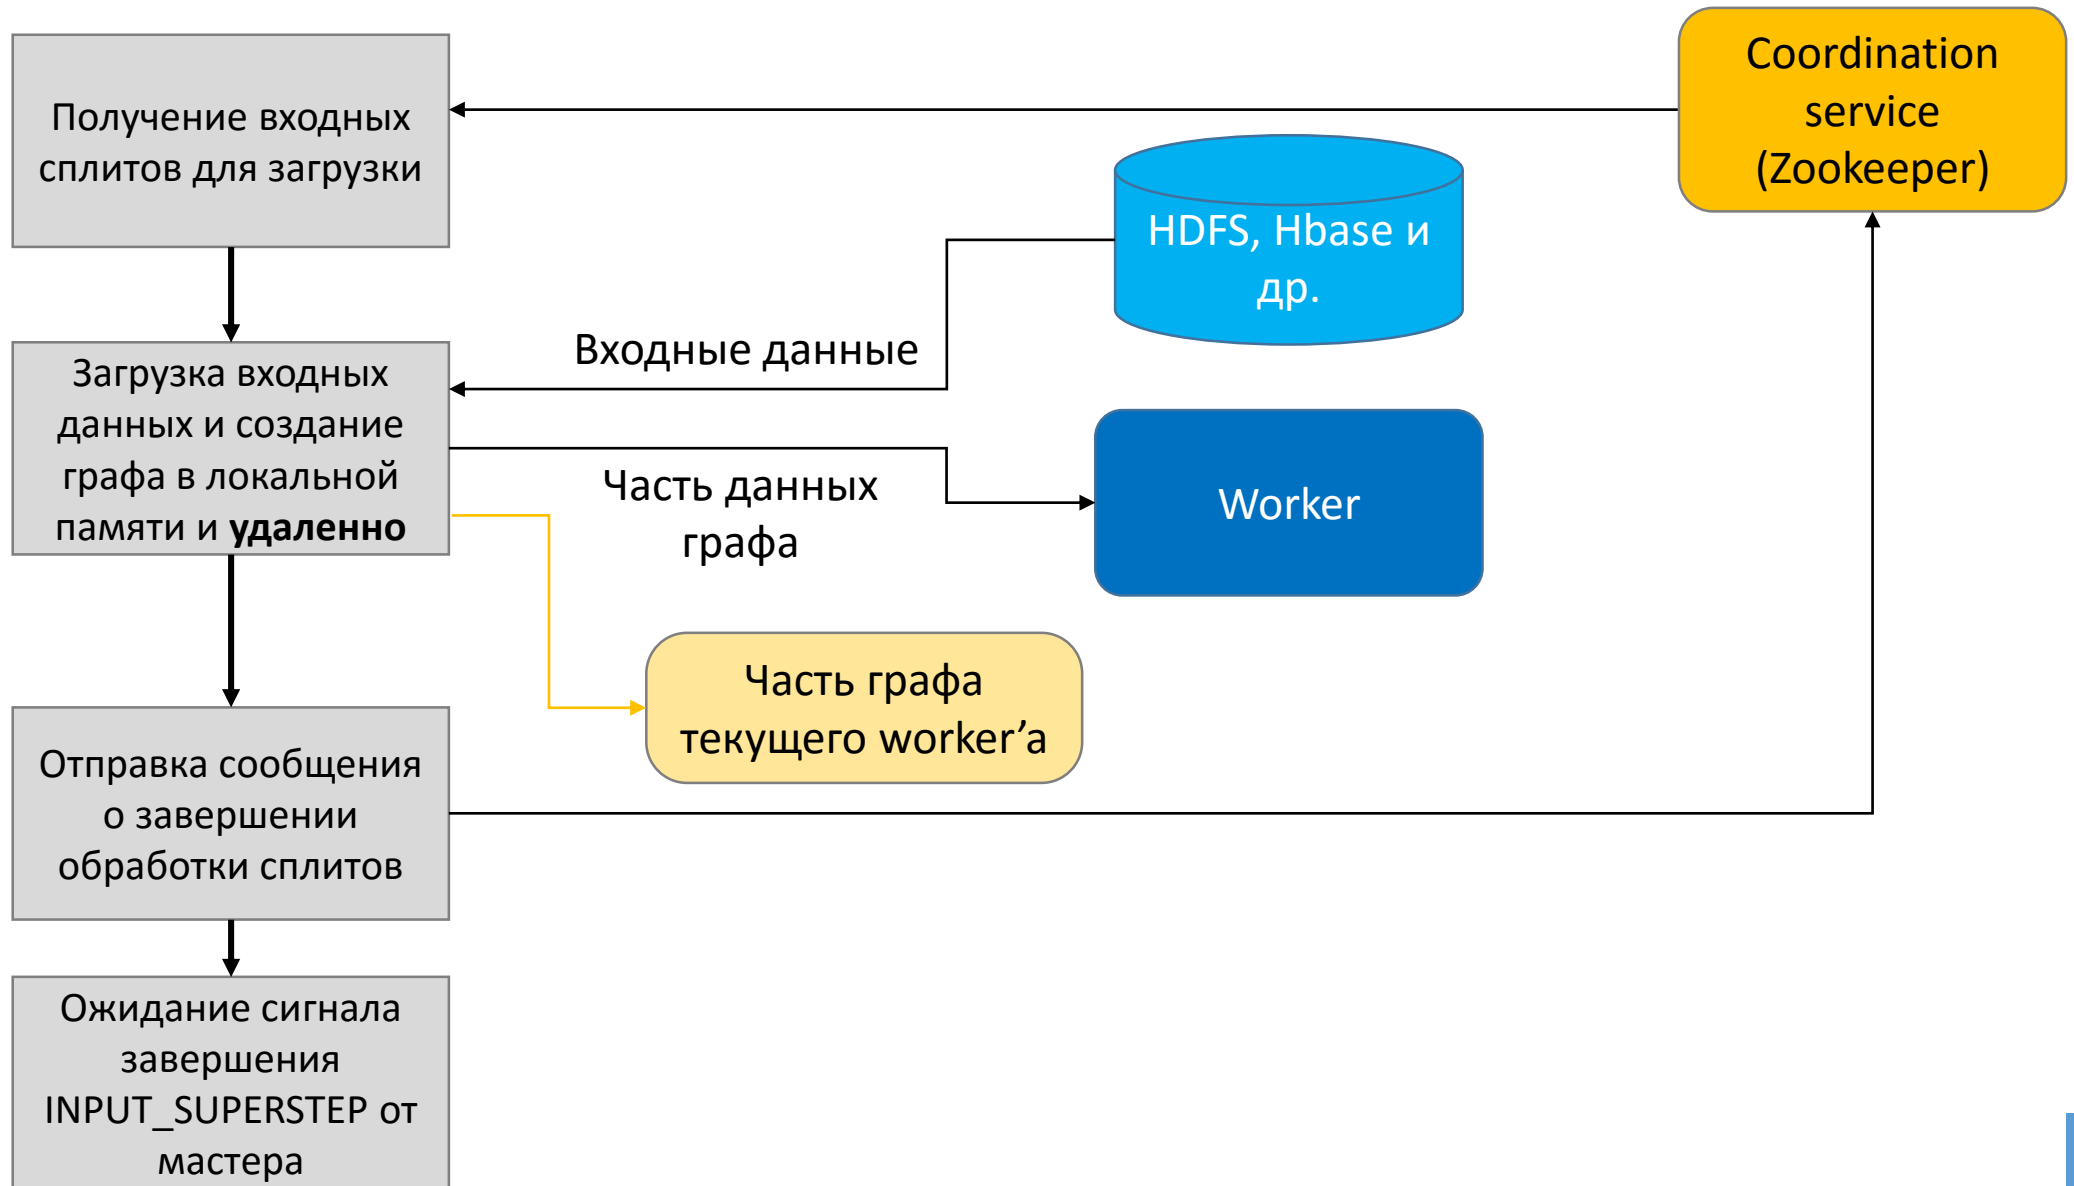 Получение входных
сплитов для загрузки
Coordination
service
(Zookeeper)
HDFS, Hbase и
др.
Входные данные
Загрузка входных
данных и создание
графа в локальной
памяти и удаленно
Часть данных
графа
Worker
Часть графа
текущего worker’а
Отправка сообщения
о завершении
обработки сплитов
Ожидание сигнала
завершения
INPUT_SUPERSTEP от
мастера